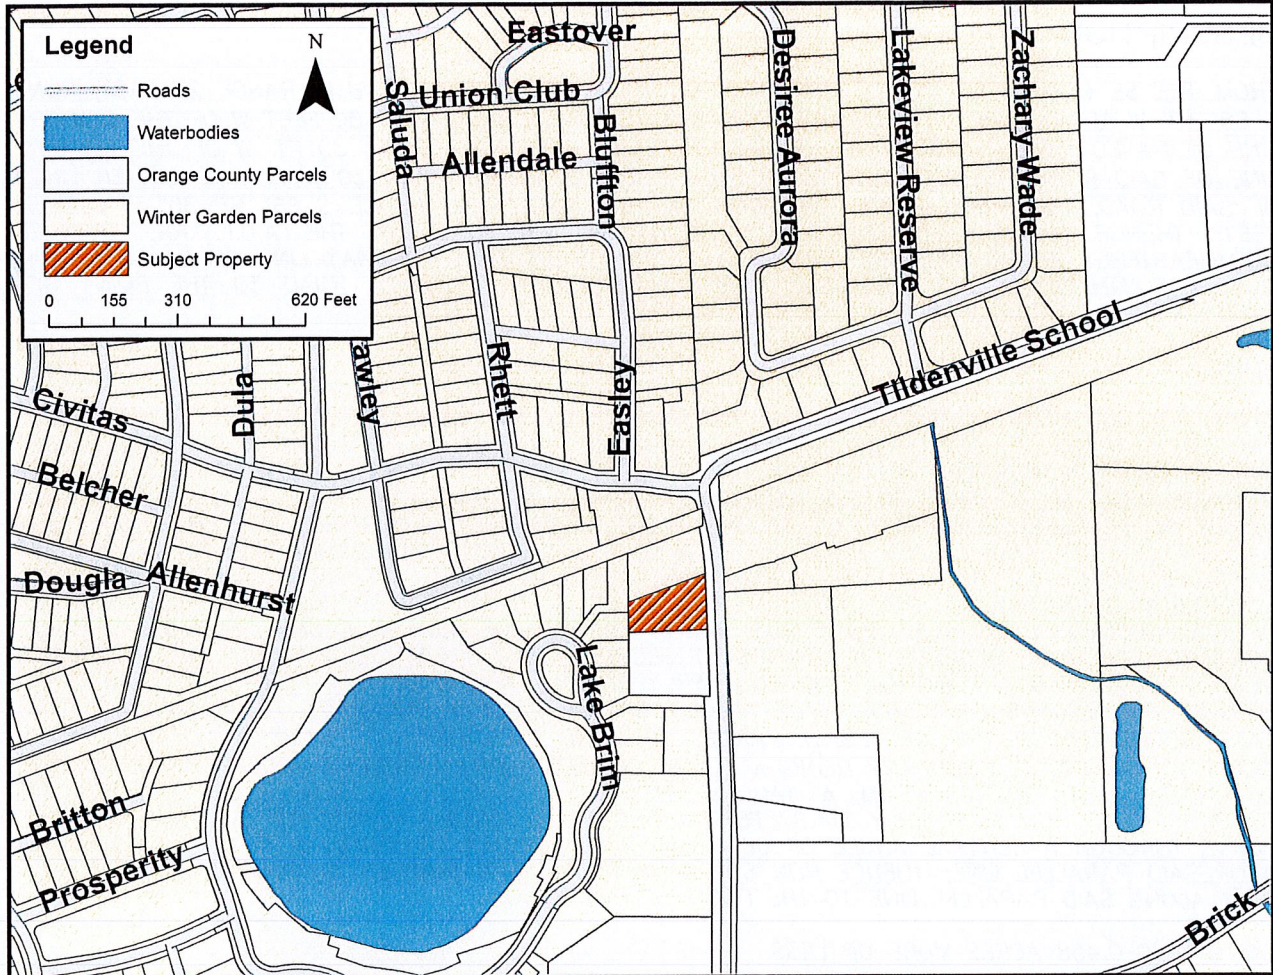 Legend
N
Roads
Waterbodies
Orange County Parcels
Winter Garden Parcels
Subject Property
0 155 310 620 Feet
Eastover
Union Club
Saluda
Allendale
Bluffton
Desiree Aurora
Lakeview Reserve
Zachary Wade
Tildenville School
awley
Rhett
Easley
Dula
Civitas
Belcher
Dougla
Allenhurst
Lake Brim
Britton
Prosperity
Brick